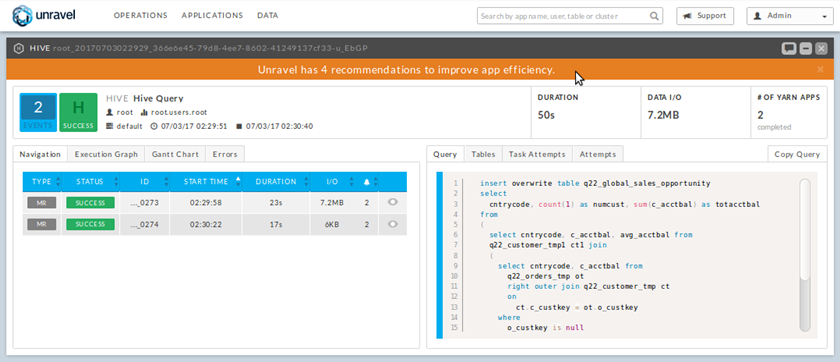 unravel OPERATIONS APPLICATIONS DATA Search by app name, user, table or cluster Support Admin
HIVE root_20170703022929_366e6e45-79d8-4ee7-8602-41249137cf33-u_EbGP
Unravel has 4 recommendations to improve app efficiency.
2 EVENTS
H SUCCESS
HIVE Hive Query
root root.users.root
default 07/03/17 02:29:51 07/03/17 02:30:40
DURATION
50s
DATA I/O
7.2MB
# OF YARN APPS
2
completed
Navigation Execution Graph Gantt Chart Errors
TYPE STATUS ID START TIME DURATION I/O
MR SUCCESS ..._0273 02:29:58 23s 7.2MB 2
MR SUCCESS ..._0274 02:30:22 17s 6KB 2
Query Tables Task Attempts Attempts Copy Query
1 insert overwrite table q22_global_sales_opportunity
2 select
3 cntrycode, count(1) as numcust, sum(c_acctbal) as totacctbal
4 from
5 (
6 select cntrycode, c_acctbal, avg_acctbal from
7 q22_customer_tmp1 ct1 join
8 (
9 select cntrycode, c_acctbal from
10 q22_orders_tmp ot
11 right outer join q22_customer_tmp ct
12 on
13 ct.c_custkey = ot.o_custkey
14 where
15 o_custkey is null